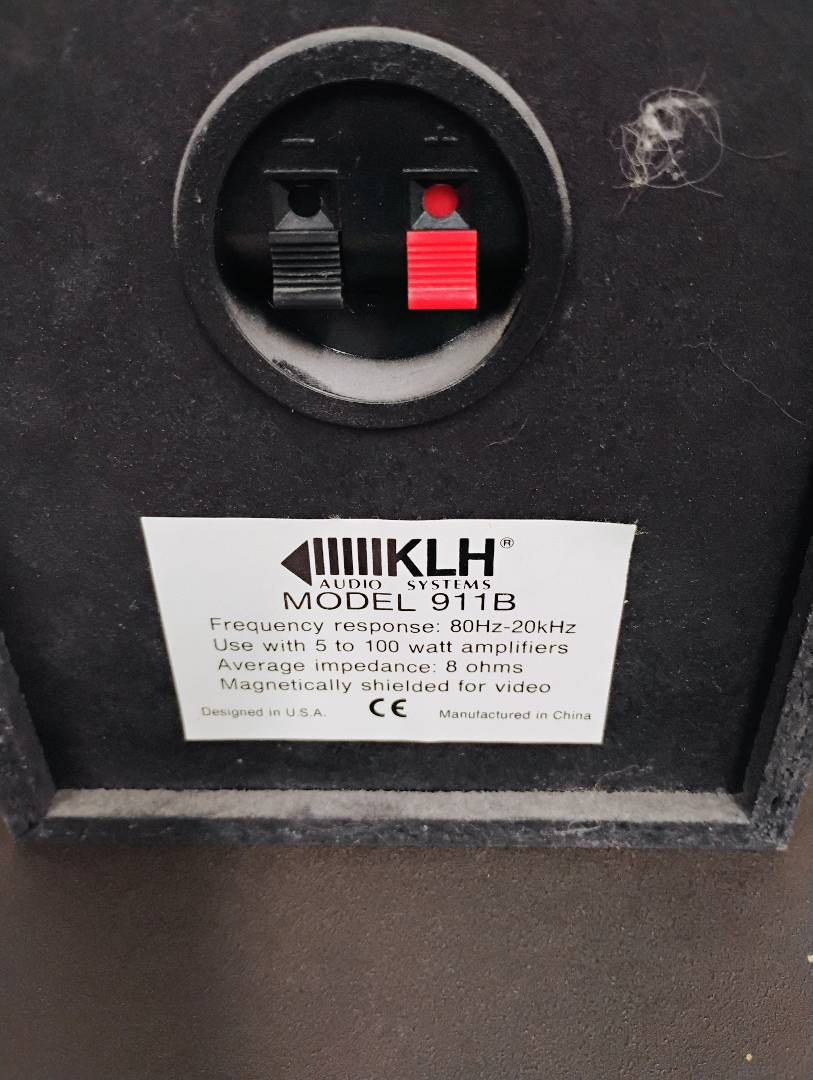 - +
KLH®
AUDIO SYSTEMS
MODEL 911B
Frequency response: 80Hz-20kHz
Use with 5 to 100 watt amplifiers
Average impedance: 8 ohms
Magnetically shielded for video
Designed in U.S.A. CE Manufactured in China